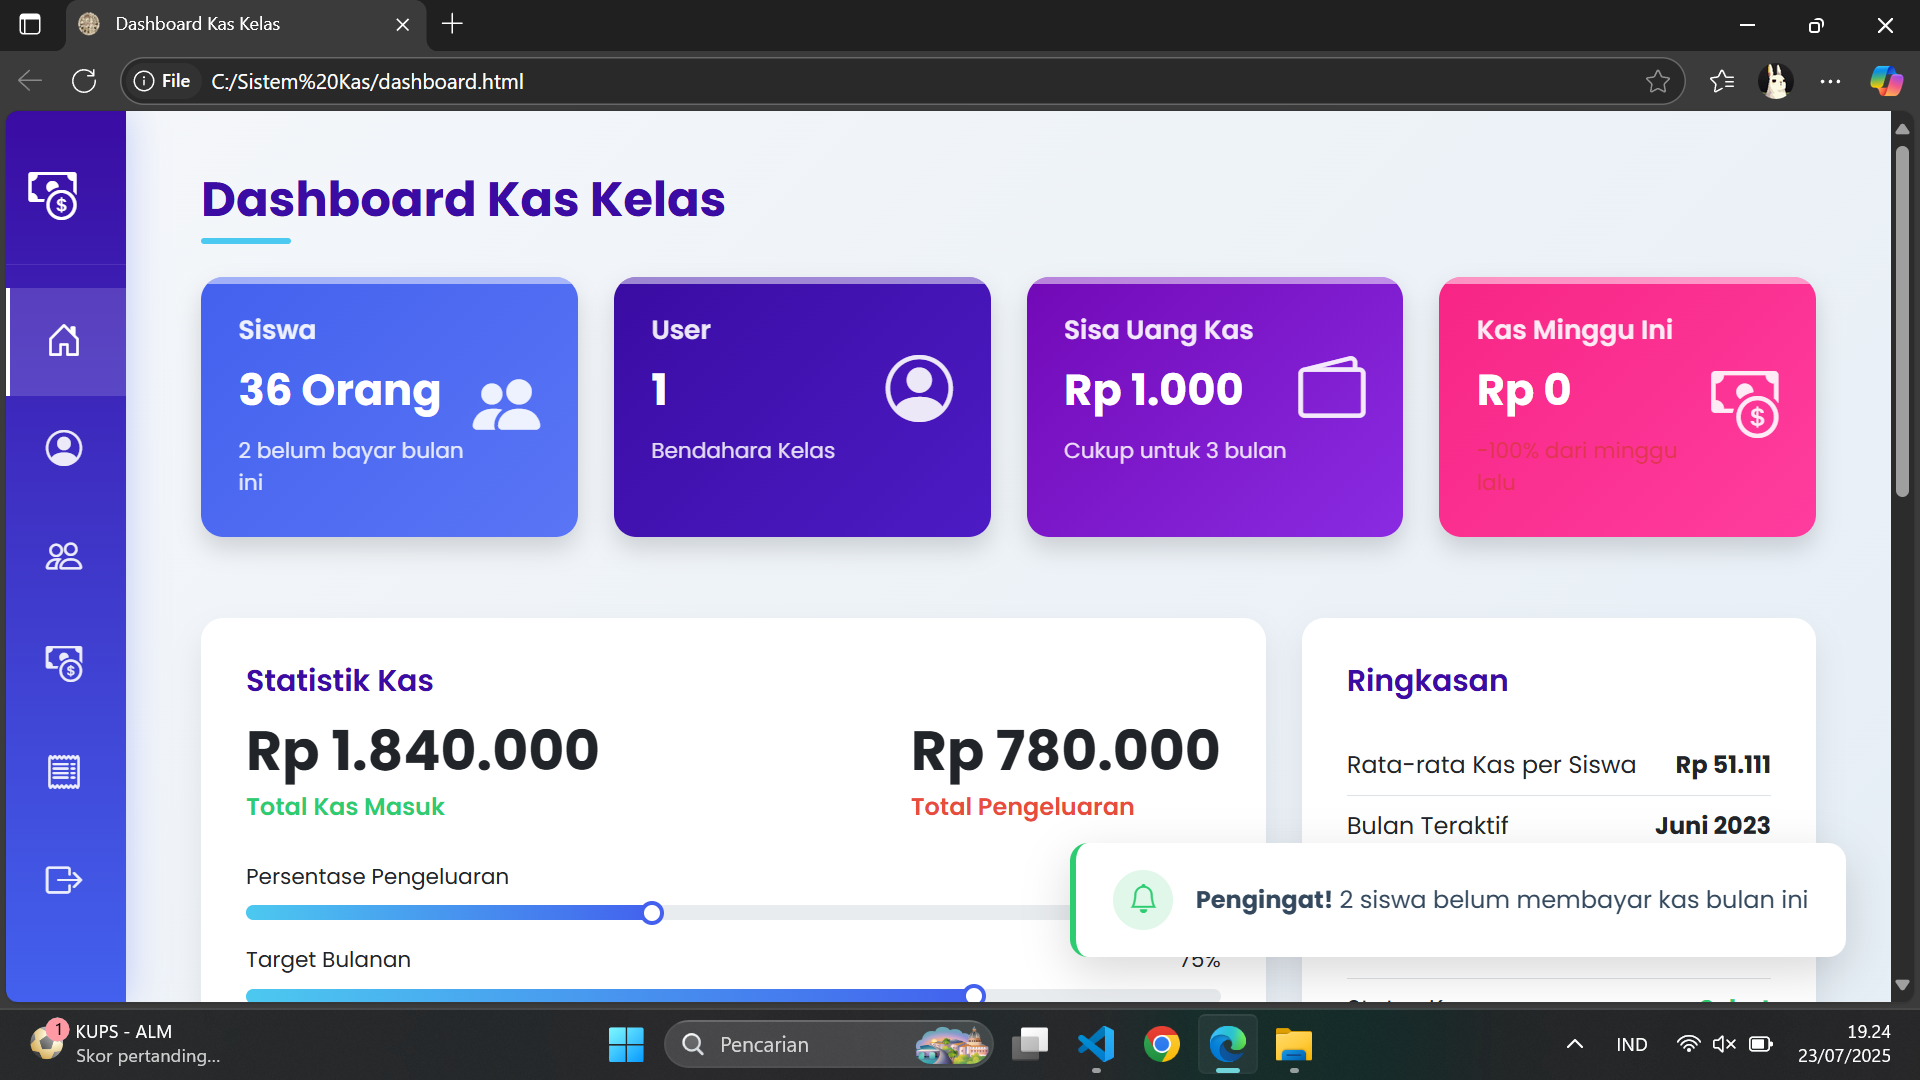 Dashboard Kas Kelas
File
C:/Sistem%20Kas/dashboard.html
Dashboard Kas Kelas
Siswa
36 Orang
2 belum bayar bulan
ini
User
1
Bendahara Kelas
Sisa Uang Kas
Rp 1.000
Cukup untuk 3 bulan
Kas Minggu Ini
Rp 0
-100% dari minggu
lalu
Statistik Kas
Rp 1.840.000
Total Kas Masuk
Rp 780.000
Total Pengeluaran
Persentase Pengeluaran
Target Bulanan
75%
Ringkasan
Rata-rata Kas per Siswa Rp 51.111
Bulan Teraktif Juni 2023
Pengingat! 2 siswa belum membayar kas bulan ini
1
KUPS - ALM
Skor pertanding...
Pencarian
IND
19.24
23/07/2025